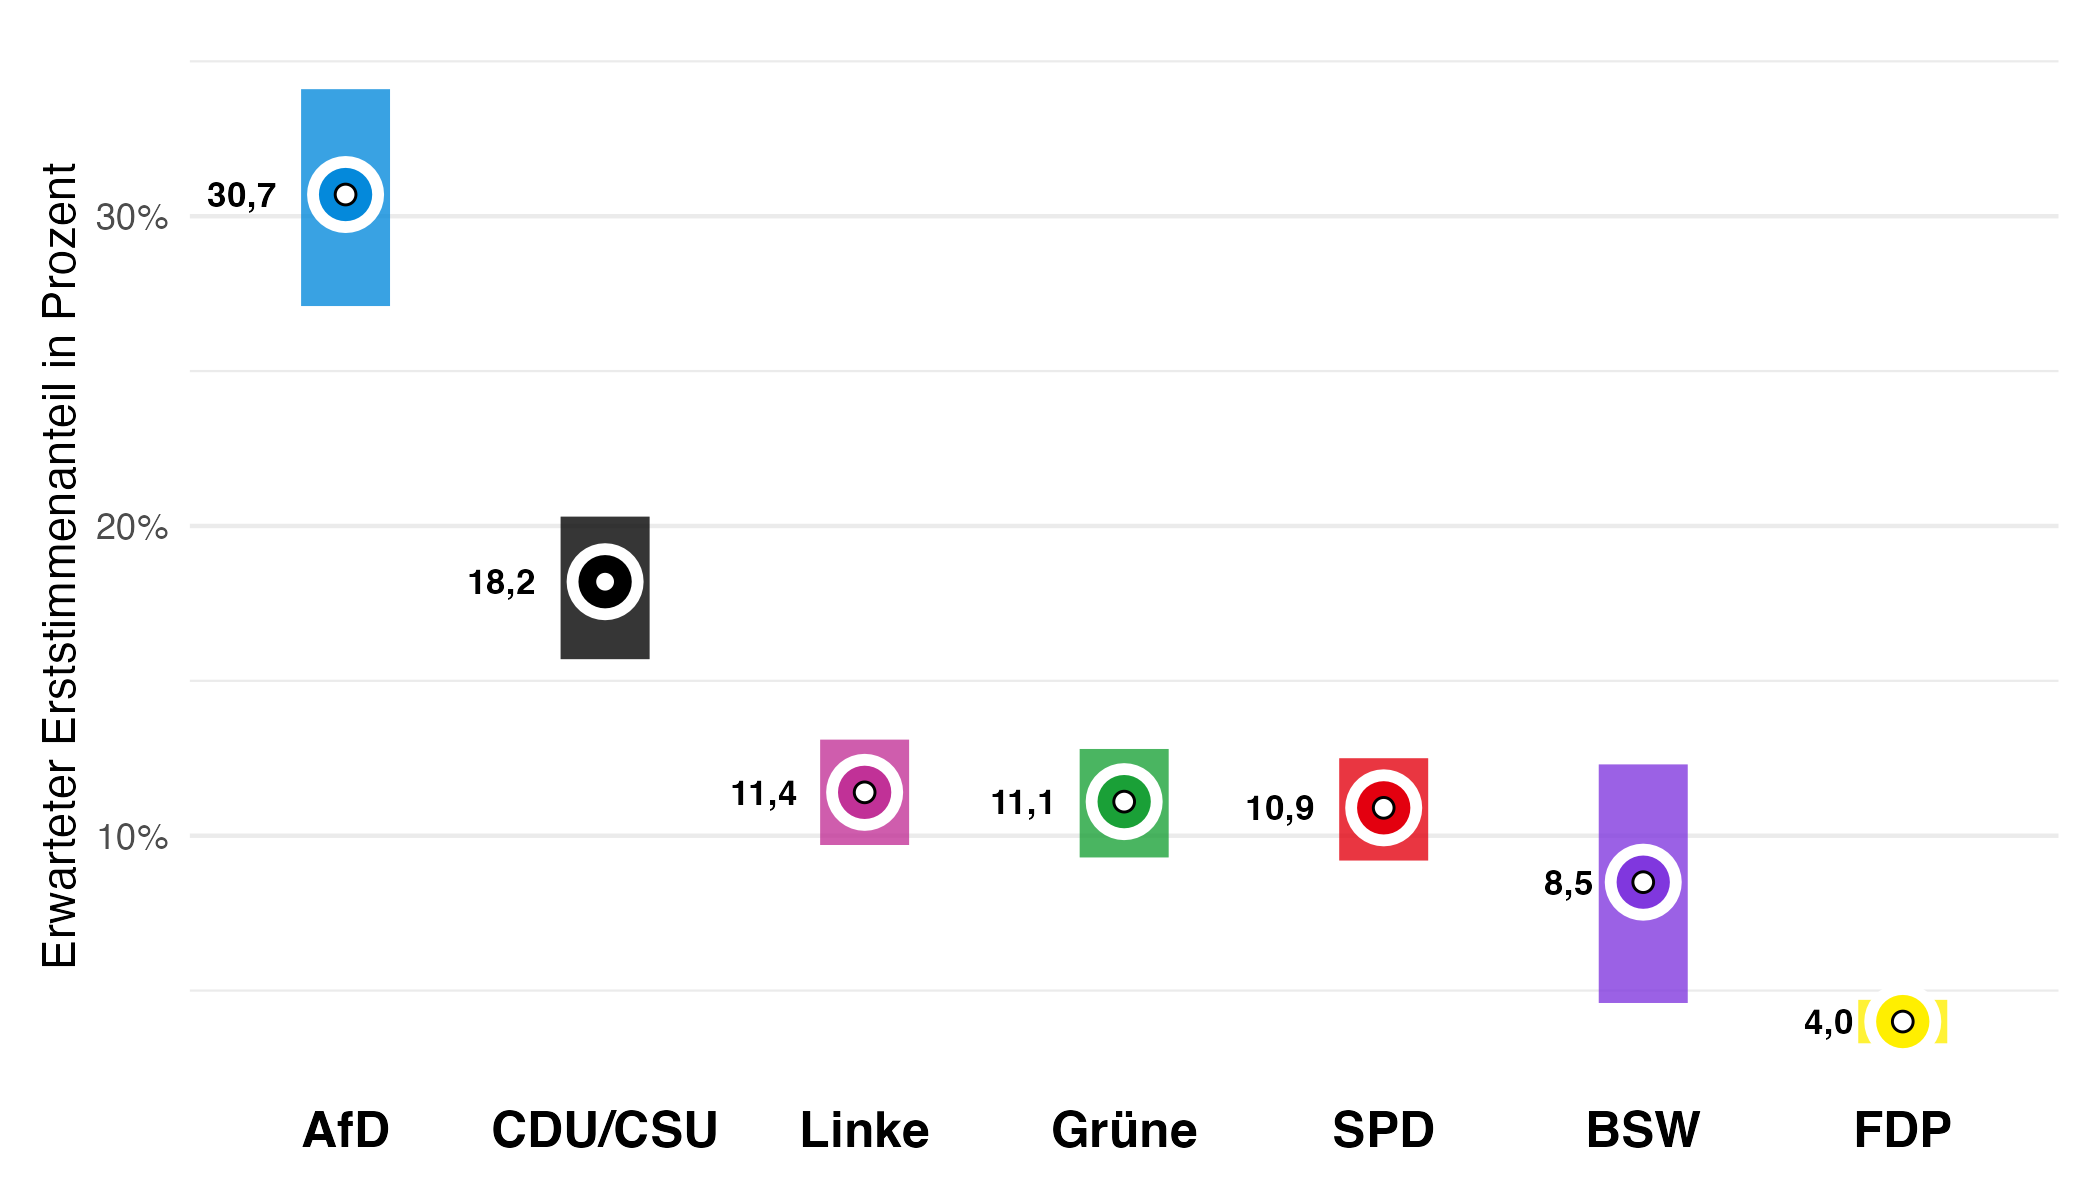 Erwarteter Erststimmenanteil in Prozent
30%
20%
10%
30,7
18,2
11,4
11,1
10,9
8,5
4,0
AfD
CDU/CSU
Linke
Grüne
SPD
BSW
FDP